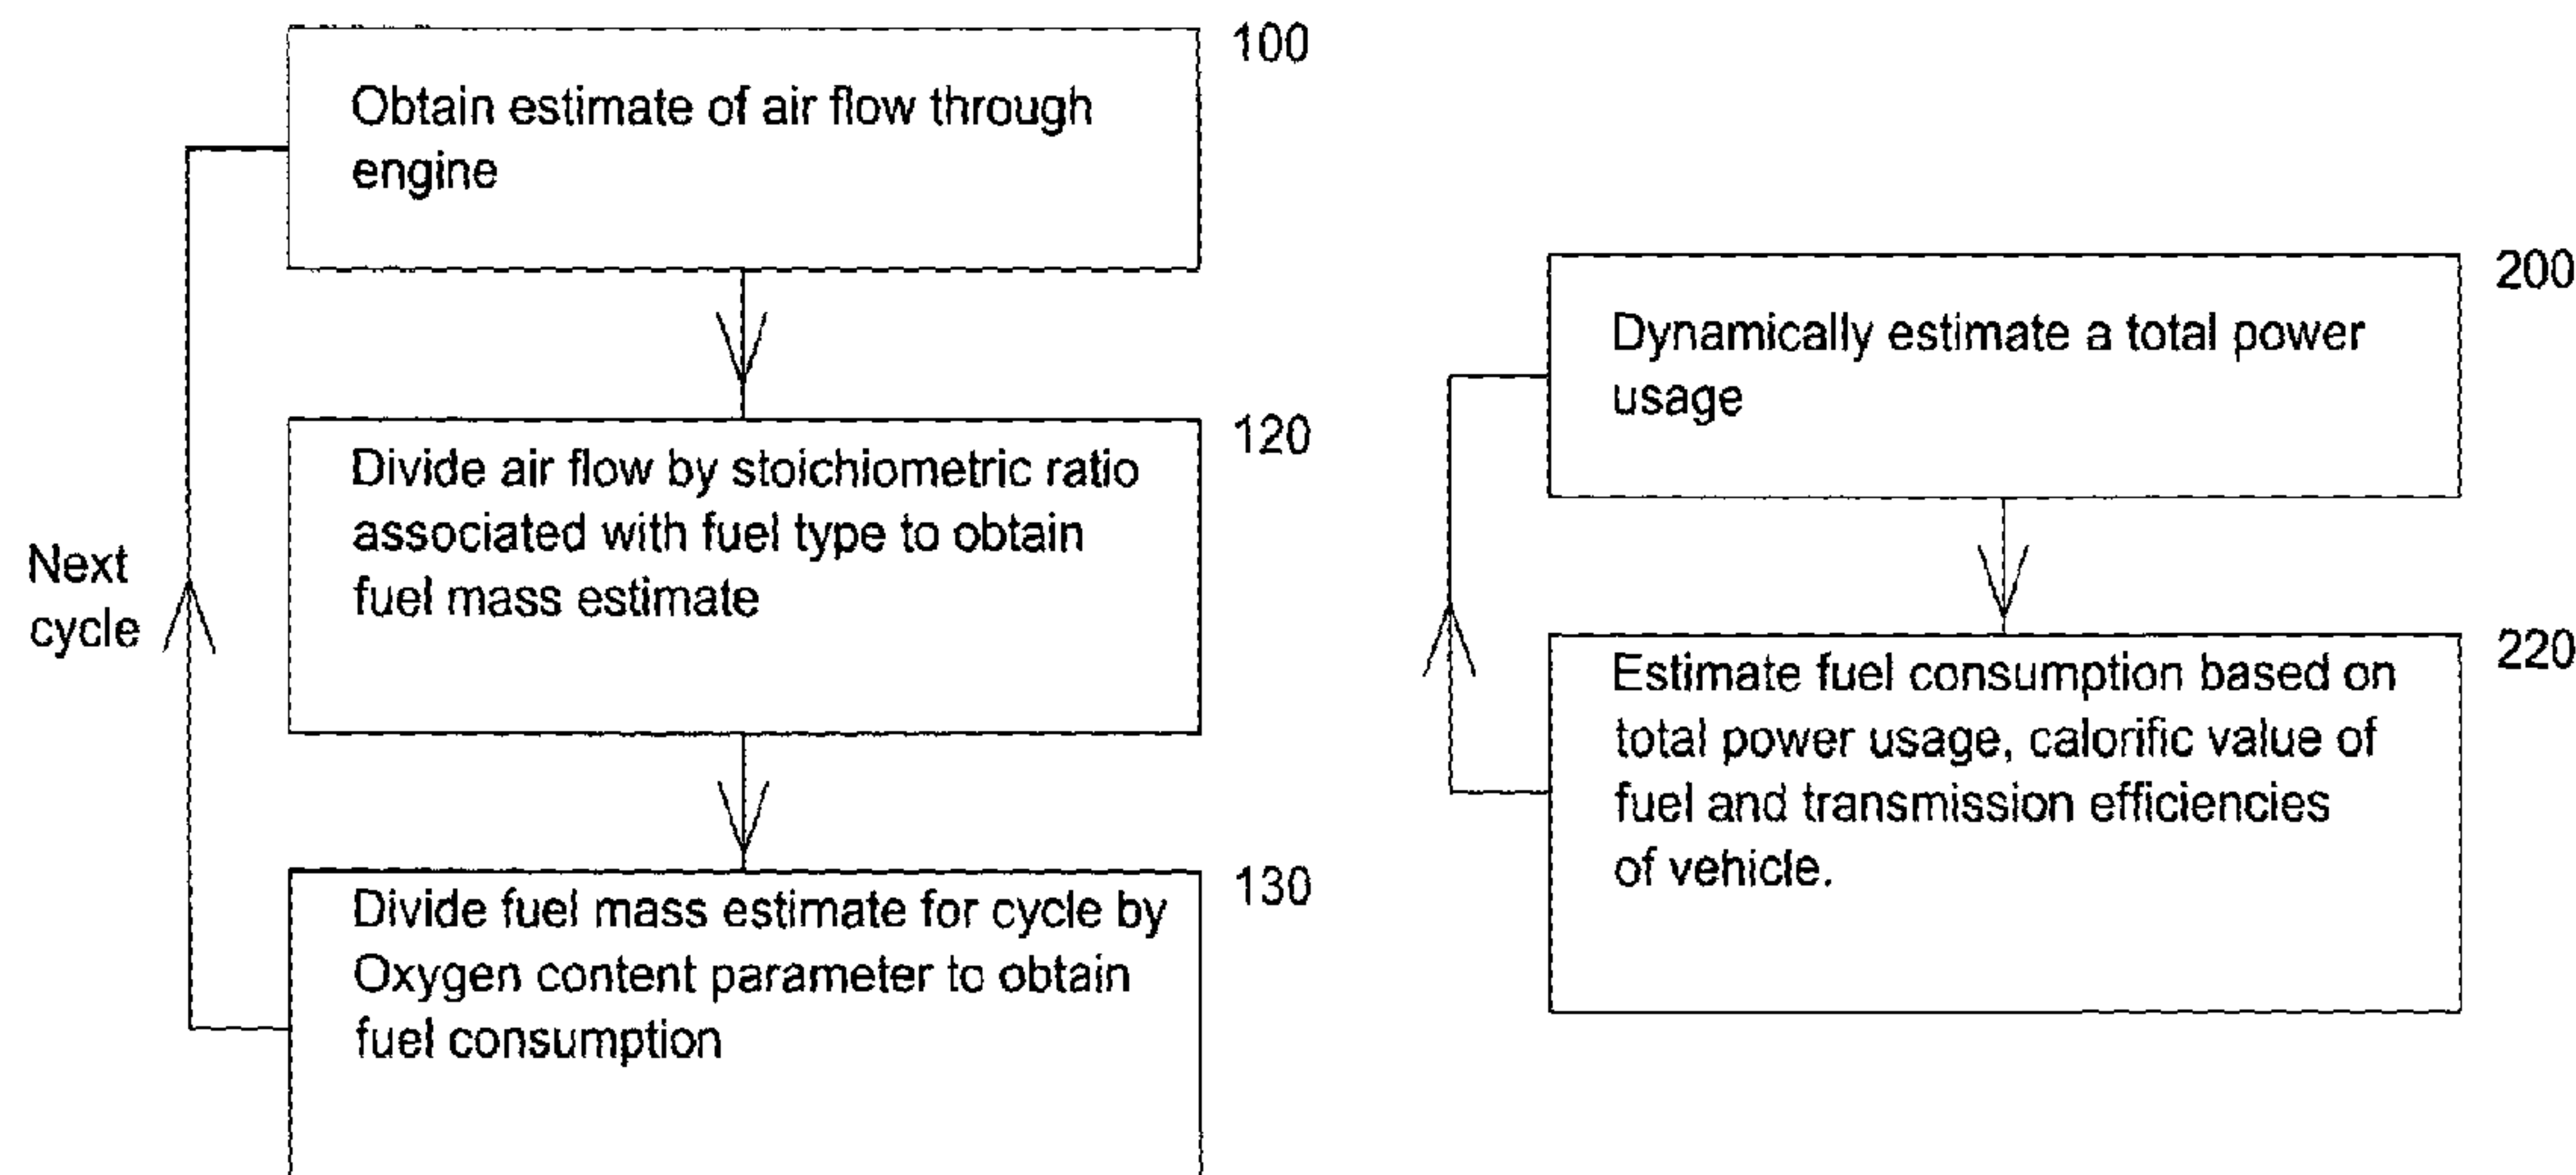 100
Obtain estimate of air flow through
engine
120
Divide air flow by stoichiometric ratio
associated with fuel type to obtain
fuel mass estimate
Next
cycle
130
Divide fuel mass estimate for cycle by
Oxygen content parameter to obtain
fuel consumption
200
Dynamically estimate a total power
usage
220
Estimate fuel consumption based on
total power usage, calorific value of
fuel and transmission efficiencies
of vehicle.